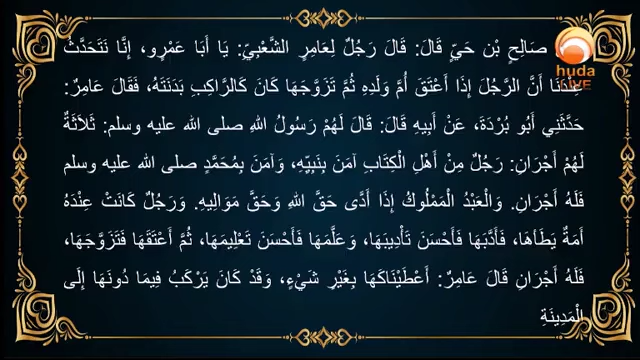 صَالِحِ بْنِ حَيٍّ قَالَ: قَالَ رَجُلٌ لِعَامِرٍ الشَّعْبِيِّ: يَا أَبَا عَمْرٍو، إِنَّا نَتَحَدَّثُ
عِنْدَنَا أَنَّ الرَّجُلَ إِذَا أَعْتَقَ أُمَّ وَلَدِهِ ثُمَّ تَزَوَّجَهَا كَانَ كَالرَّاكِبِ بَدَنَتَهُ، فَقَالَ عَامِرٌ:
حَدَّثَنِي أَبُو بُرْدَةَ، عَنْ أَبِيهِ قَالَ: قَالَ لَهُمْ رَسُولُ اللهِ صلى الله عليه وسلم: ثَلَاثَةٌ
لَهُمْ أَجْرَانِ: رَجُلٌ مِنْ أَهْلِ الْكِتَابِ آمَنَ بِنَبِيِّهِ، وَآمَنَ بِمُحَمَّدٍ صلى الله عليه وسلم
فَلَهُ أَجْرَانِ. وَالْعَبْدُ الْمَمْلُوكُ إِذَا أَدَّى حَقَّ اللهِ وَحَقَّ مَوَالِيهِ. وَرَجُلٌ كَانَتْ عِنْدَهُ
أَمَةٌ يَطَأُهَا، فَأَدَّبَهَا فَأَحْسَنَ تَأْدِيبَهَا، وَعَلَّمَهَا فَأَحْسَنَ تَعْلِيمَهَا، ثُمَّ أَعْتَقَهَا فَتَزَوَّجَهَا،
فَلَهُ أَجْرَانِ قَالَ عَامِرٌ: أَعْطَيْنَاكَهَا بِغَيْرِ شَيْءٍ، وَقَدْ كَانَ يَرْكَبُ فِيمَا دُونَهَا إِلَى
الْمَدِينَةِ
huda
LIVE